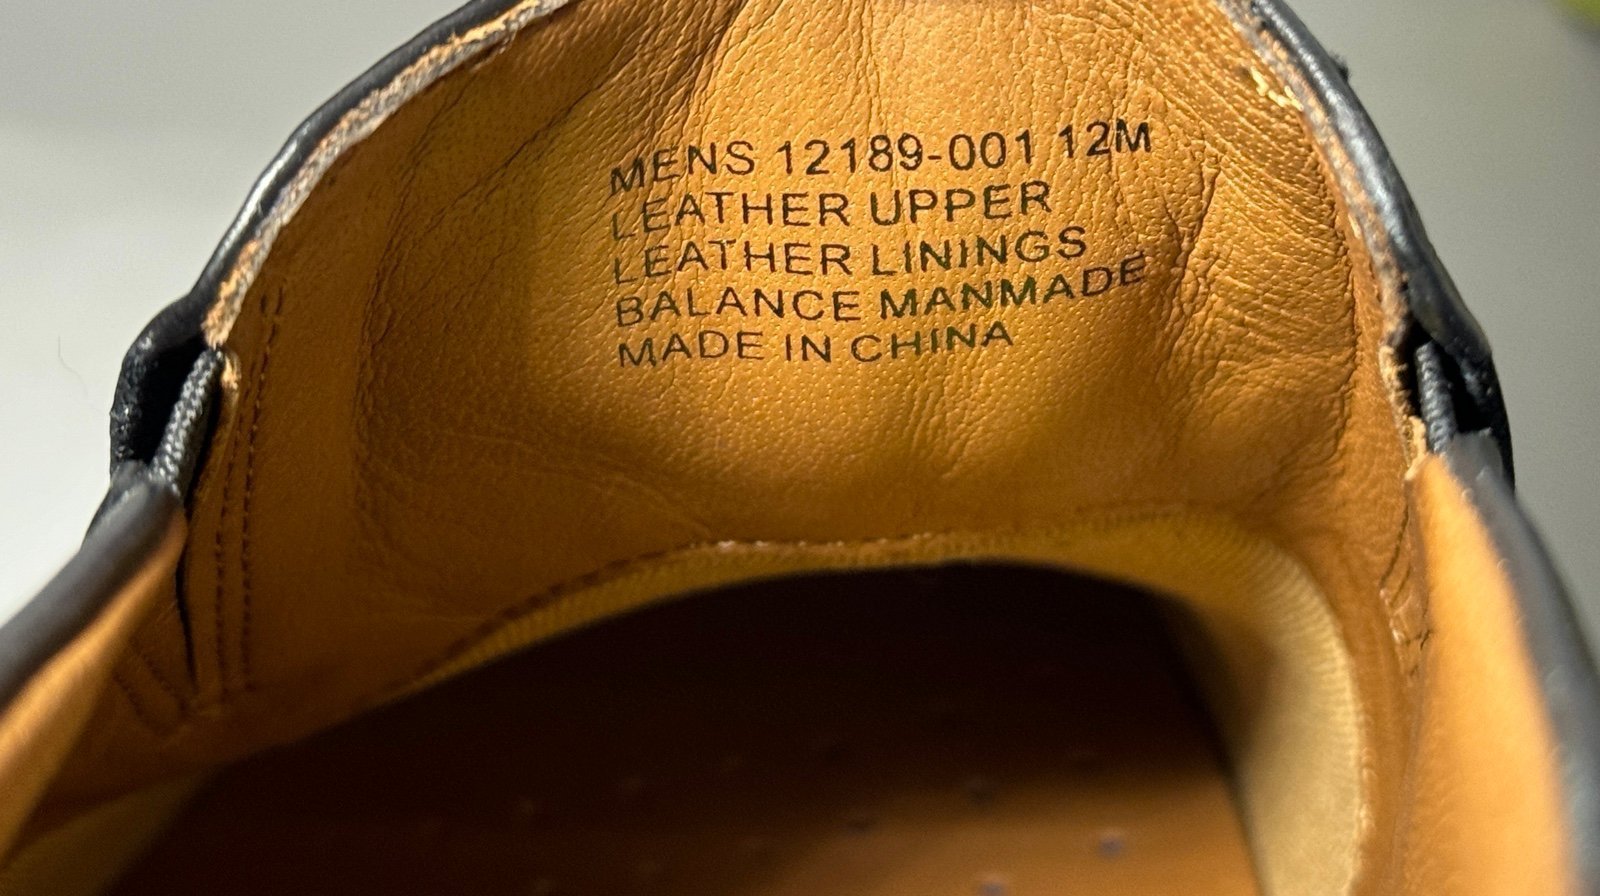 MENS 12189-001 12M
LEATHER UPPER
LEATHER LININGS
BALANCE MANMADE
MADE IN CHINA